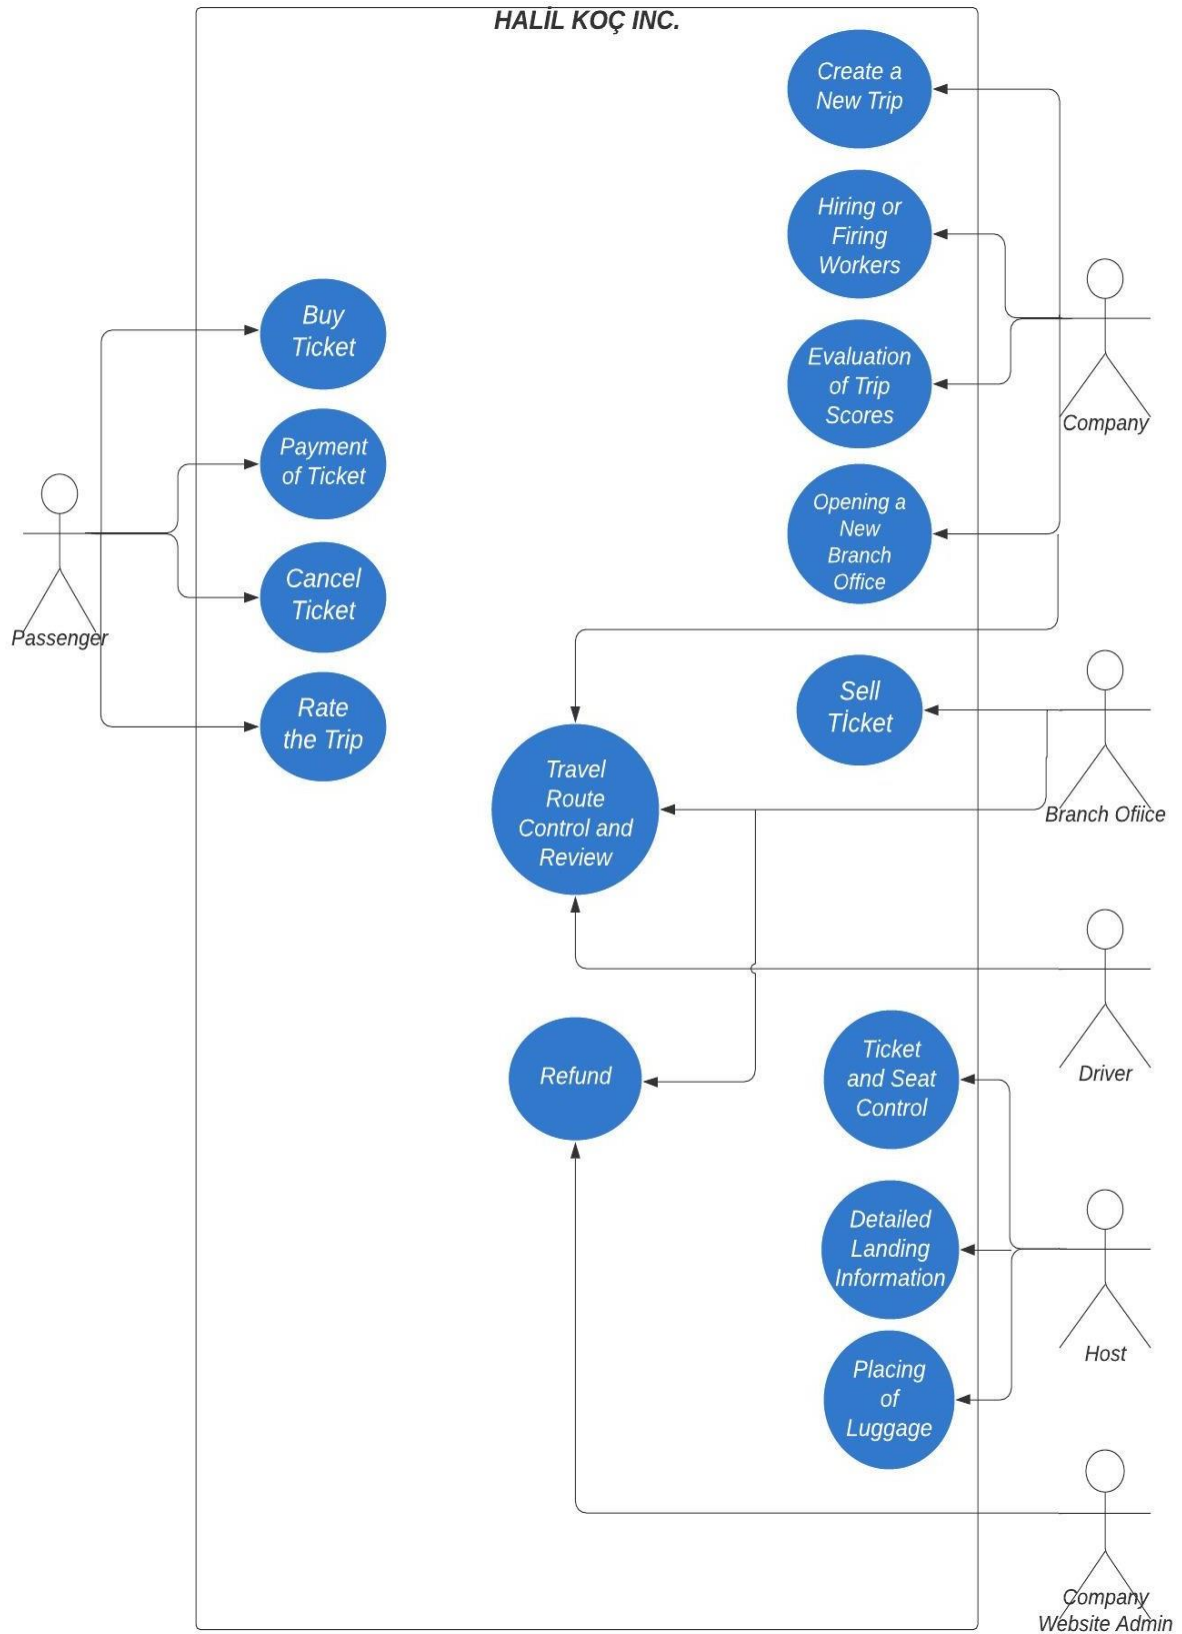 HALİL KOÇ INC.
Create a
New Trip
Hiring or
Firing
Workers
Evaluation
of Trip
Scores
Opening a
New
Branch
Office
Company
Buy
Ticket
Payment
of Ticket
Cancel
Ticket
Rate
the Trip
Passenger
Sell
Tİcket
Branch Ofiice
Travel
Route
Control and
Review
Driver
Refund
Ticket
and Seat
Control
Detailed
Landing
Information
Placing
of
Luggage
Host
Company
Website Admin